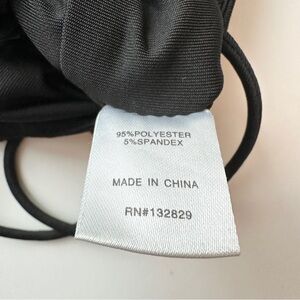 95%POLYESTER
5%SPANDEX
MADE IN CHINA
RN#132829